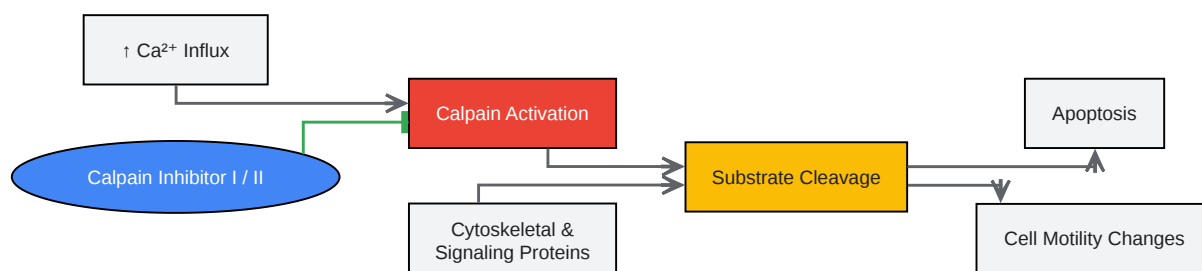 ↑ Ca²⁺ Influx
Calpain Activation
Apoptosis
Calpain Inhibitor I / II
Substrate Cleavage
Cytoskeletal &
Signaling Proteins
Cell Motility Changes